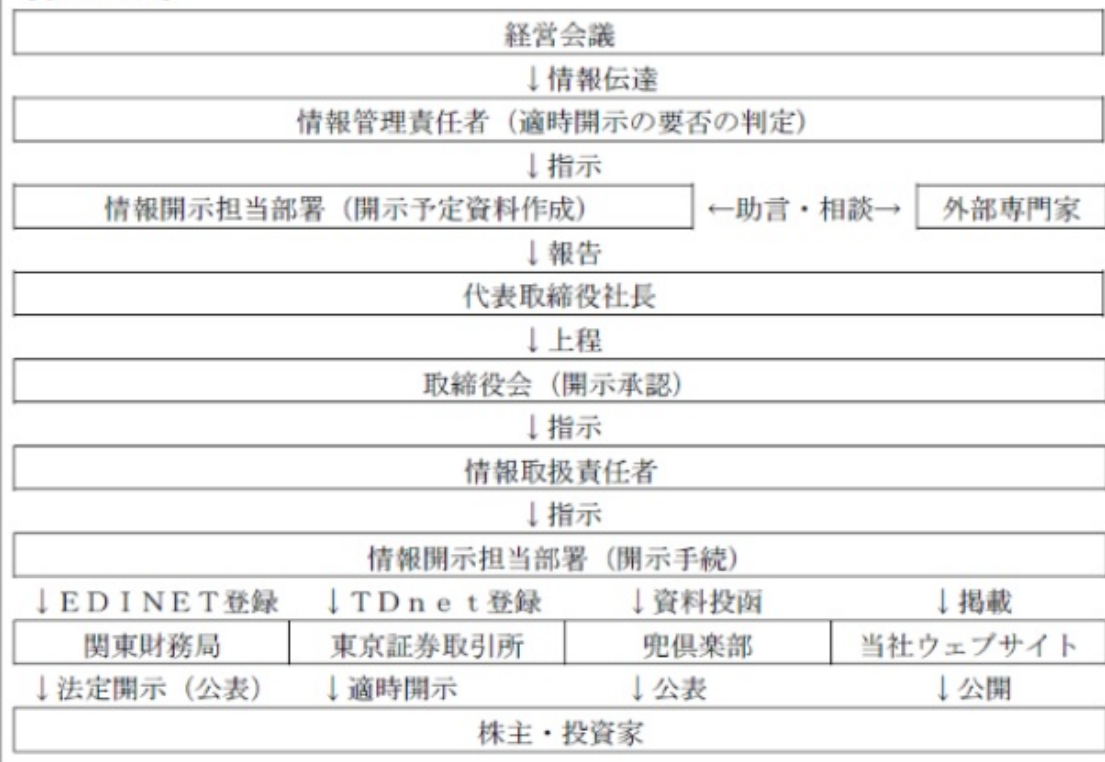 経営会議
↓情報伝達
情報管理責任者（適時開示の要否の判定）
↓指示
情報開示担当部署（開示予定資料作成） ←助言・相談→ 外部専門家
↓報告
代表取締役社長
↓上程
取締役会（開示承認）
↓指示
情報取扱責任者
↓指示
情報開示担当部署（開示手続）
↓ＥＤＩＮＥＴ登録 ↓ＴＤｎｅｔ登録 ↓資料投函 ↓掲載
関東財務局 東京証券取引所 兜倶楽部 当社ウェブサイト
↓法定開示（公表） ↓適時開示 ↓公表 ↓公開
株主・投資家